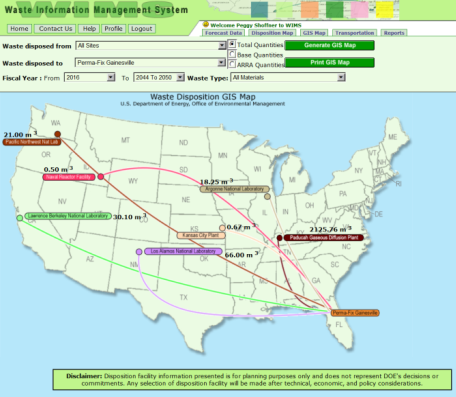 Waste Information Management System
Home Contact Us Help Profile Logout
Welcome Peggy Shoffner to WIMS
Forecast Data Disposition Map GIS Map Transportation Reports
Waste disposed from All Sites
Total Quantities
Generate GIS Map
Base Quantities
Waste disposed to Perma-Fix Gainesville
ARRA Quantities
Print GIS Map
Fiscal Year : From 2016 To 2044 To 2050 Waste Type: All Materials
Waste Disposition GIS Map
U.S. Department of Energy, Office of Environmental Management
WA
21.00 m 3
Pacific Northwest Nat Lab
MT
ND
MN
ME
OR
0.50 m 3
Naval Reactor Facility
ID
SD
WI
MI
WY
18.25 m 3
Argonne National Laboratory
IA
NE
PA
IL
IN
OH
Lawrence Berkeley National Laboratory
30.10 m 3
KS
0.67 m 3
Kansas City Plant
2125.76 m 3
Paducah Gaseous Diffusion Plant
Los Alamos National Laboratory
66.00 m 3
CA
AZ
NM
OK
AR
TN
NC
SC
TX
LA
MS
AL
GA
Perma Fix Gainesville
FL
Disclaimer: Disposition facility information presented is for planning purposes only and does not represent DOE's decisions or
commitments. Any selection of disposition facility will be made after technical, economic, and policy considerations.